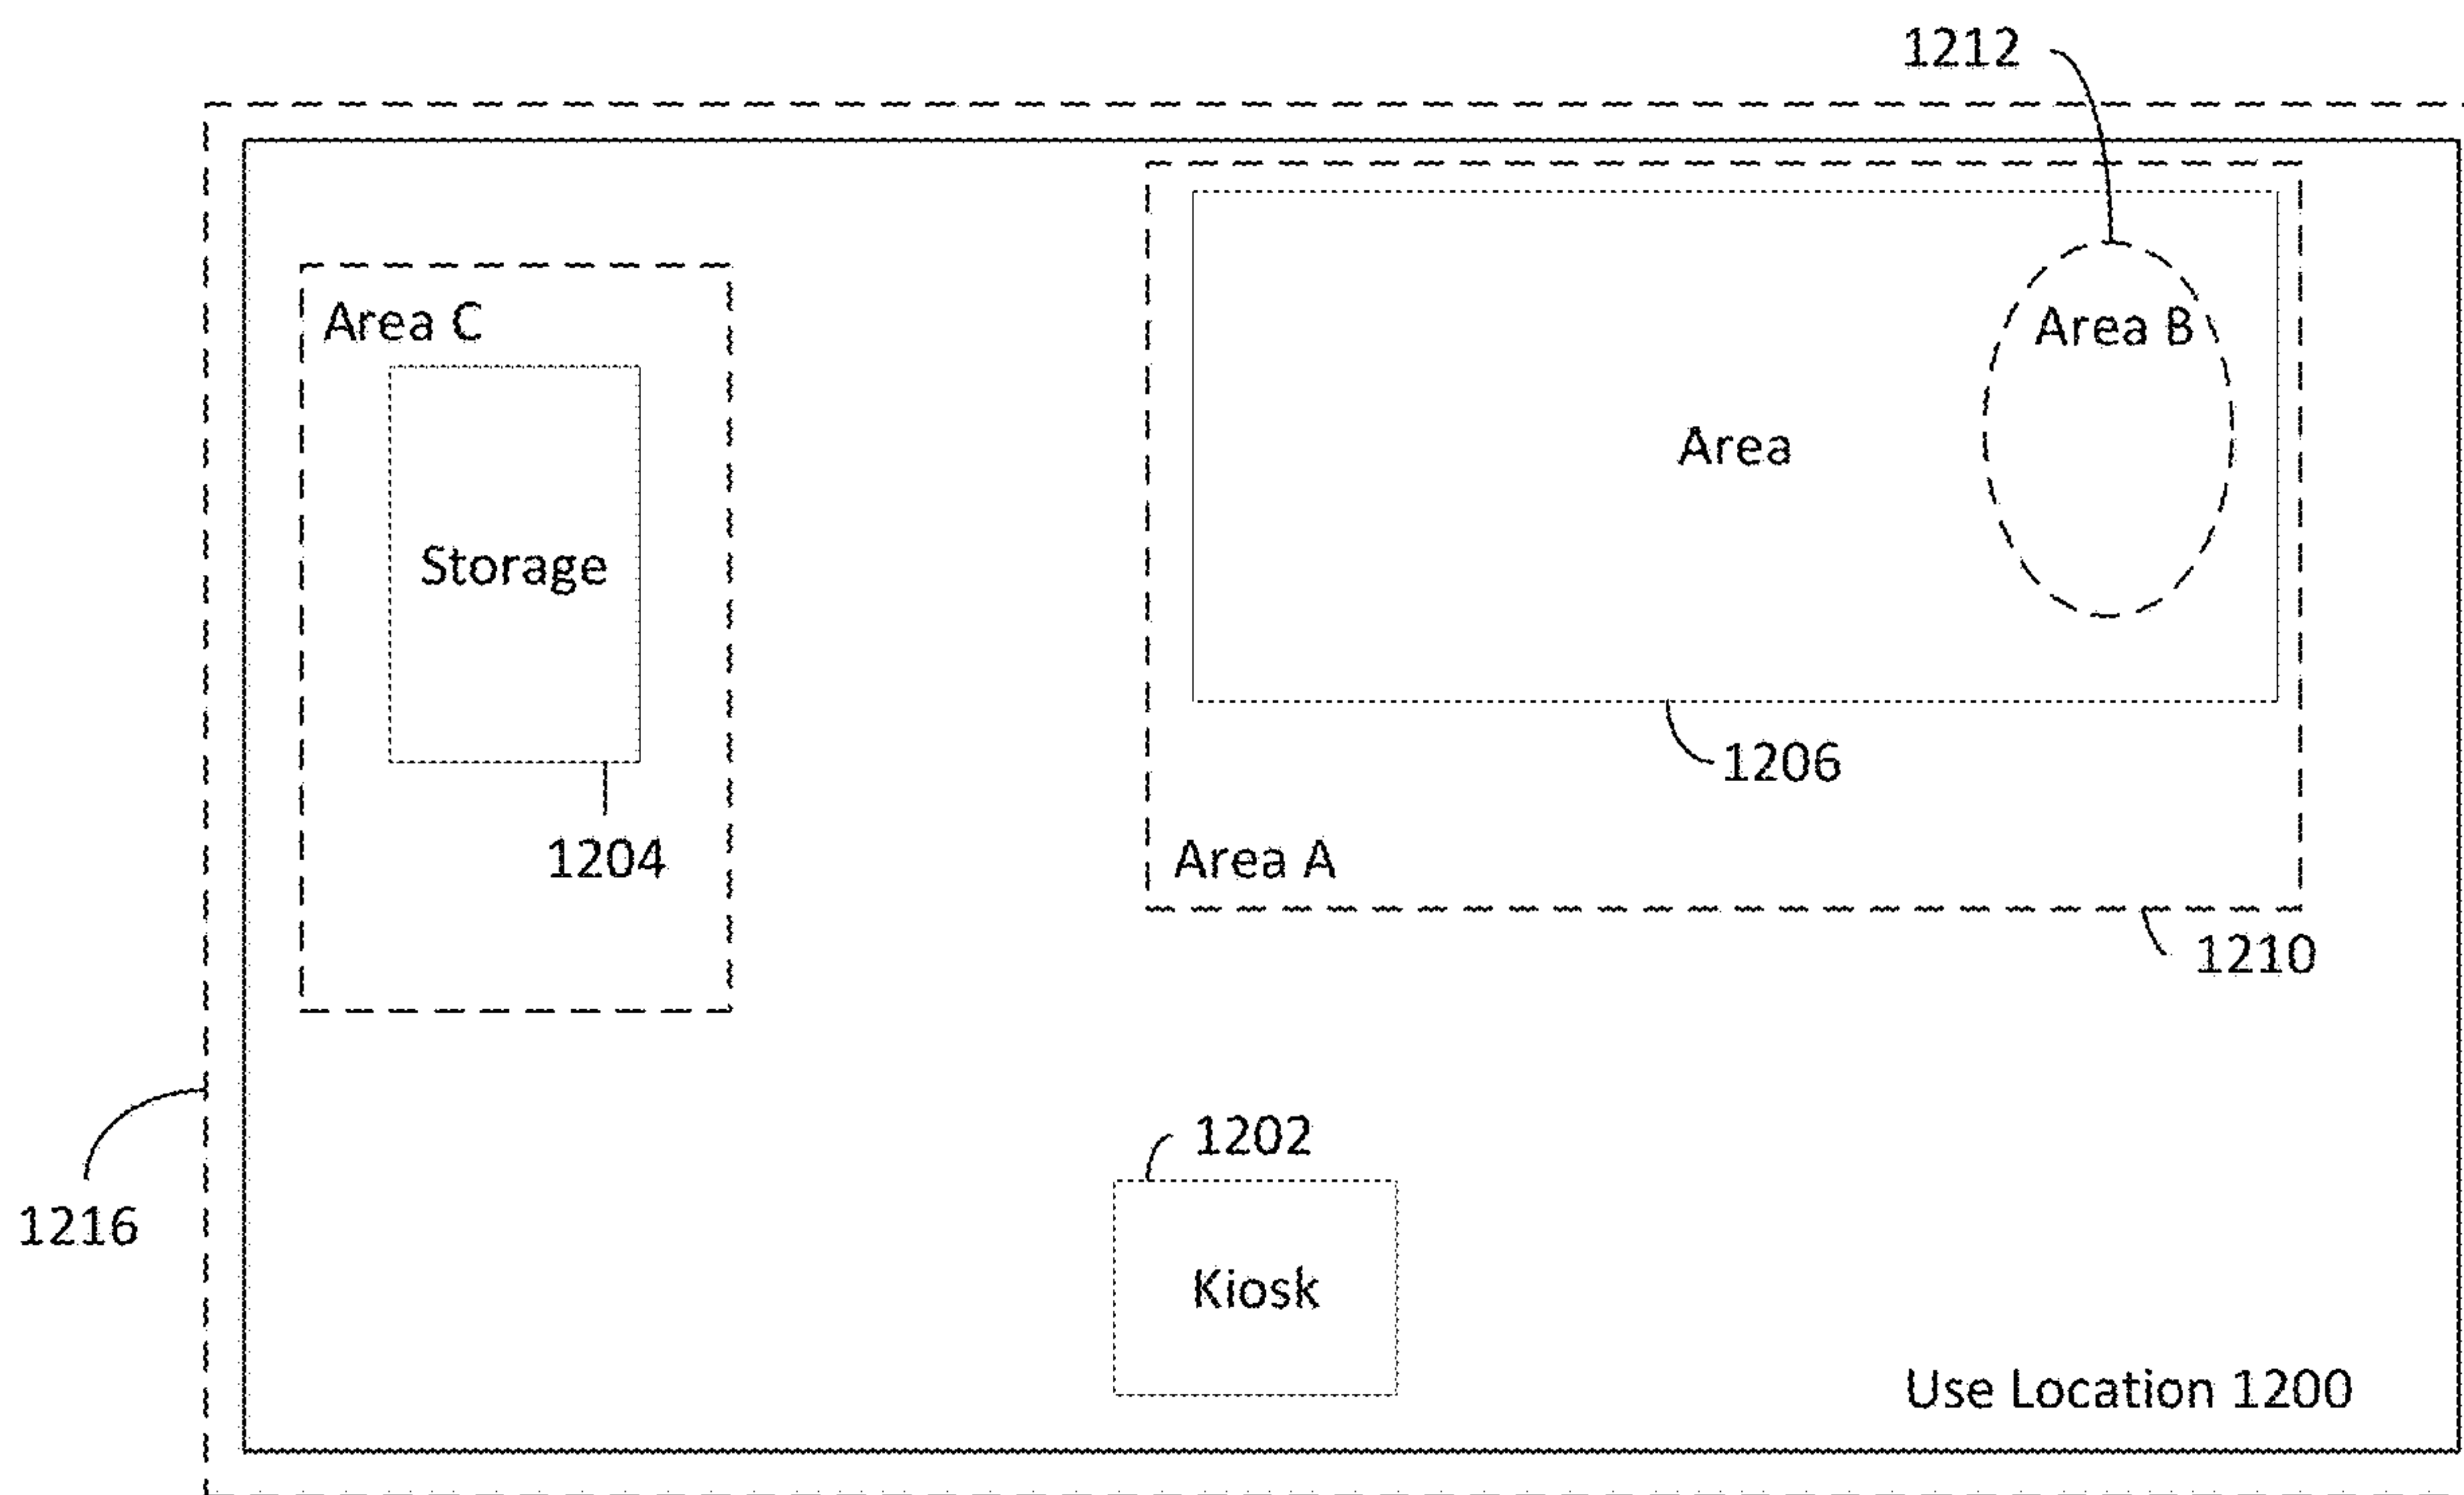 1212
Area C
Area B
Area
Storage
1206
1204
Area A
1210
1202
1216
Kiosk
Use Location 1200